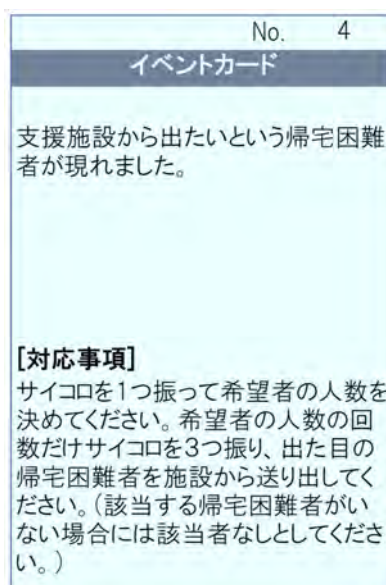 No. 4
イベントカード
支援施設から出たいという帰宅困難
者が現れました。
[対応事項]
サイコロを1つ振って希望者の人数を
決めてください。希望者の人数の回
数だけサイコロを3つ振り、出た目の
帰宅困難者を施設から送り出してく
ださい。（該当する帰宅困難者がい
ない場合には該当者なしとしてくださ
い。）